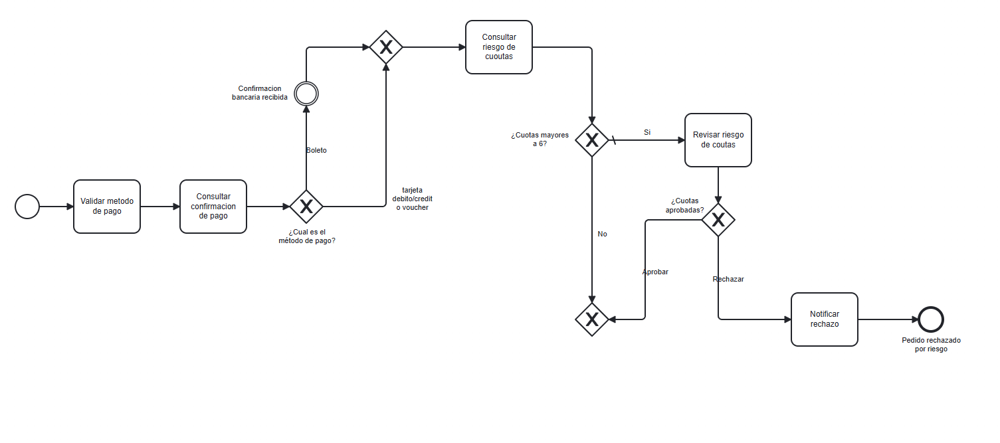 Consultar
riesgo de
cuoutas
Confirmacion
bancaria recibida
Boleto
¿Cuotas mayores
a 6?
Si
Revisar riesgo
de coutas
Validar metodo
de pago
Consultar
confirmacion
de pago
¿Cual es el
método de pago?
tarjeta
debito/credit
o voucher
¿Cuotas
aprobadas?
No
Aprobar
Rechazar
Notificar
rechazo
Pedido rechazado
por riesgo